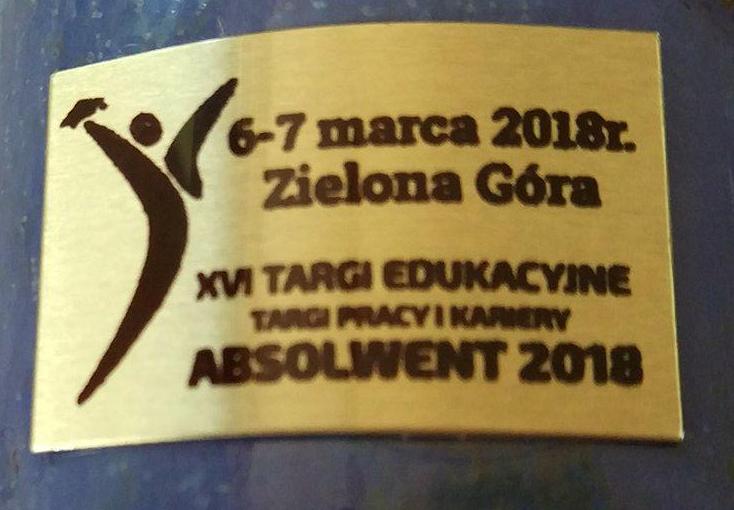 6-7 marca 2018r.
Zielona Góra
XVI TARGI EDUKACYJNE
TARGI PRACY I KARIERY
ABSOLWENT 2018